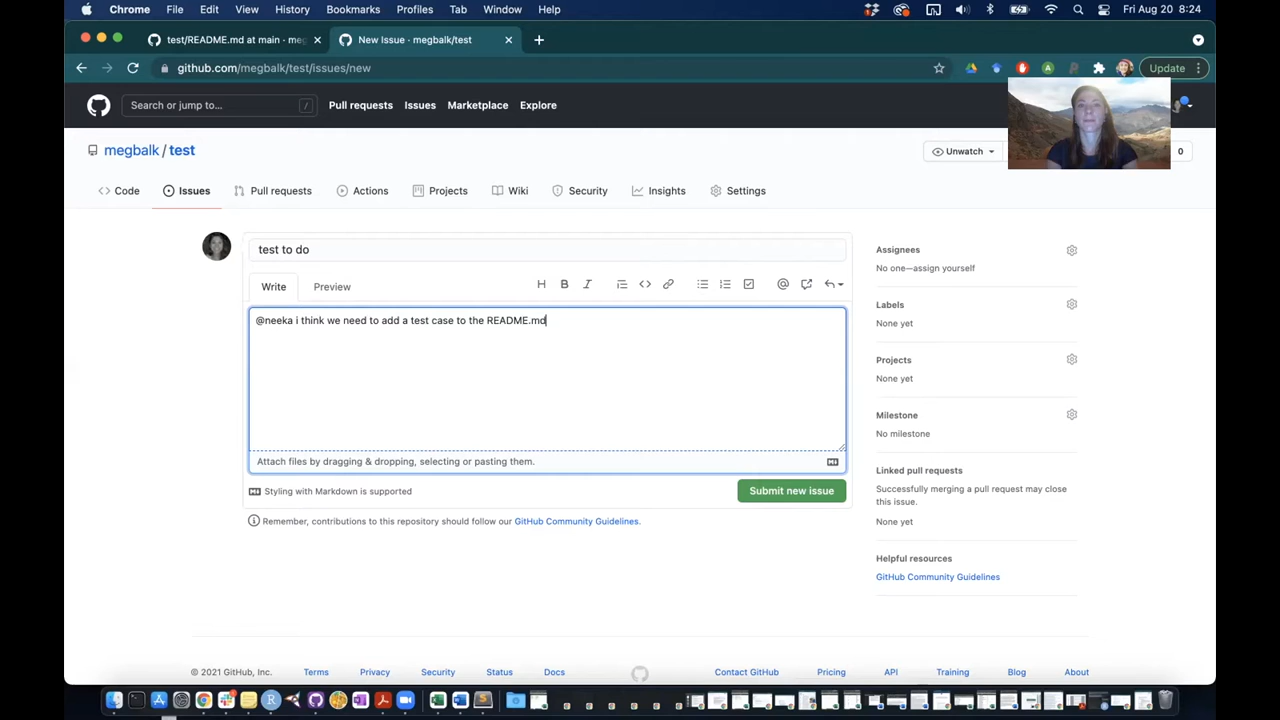 Chrome File Edit View History Bookmarks Profiles Tab Window Help Fri Aug 20 8:24
test/README.md at main · meg
New Issue · megbalk/test
github.com/megbalk/test/issues/new
Update
Search or jump to... /
Pull requests Issues Marketplace Explore
megbalk / test
Unwatch
0
Code Issues Pull requests Actions Projects Wiki Security Insights Settings
test to do
Write Preview
@neeka i think we need to add a test case to the README.md
Attach files by dragging & dropping, selecting or pasting them.
Styling with Markdown is supported
Submit new issue
Remember, contributions to this repository should follow our GitHub Community Guidelines.
Assignees
No one—assign yourself
Labels
None yet
Projects
None yet
Milestone
No milestone
Linked pull requests
Successfully merging a pull request may close
this issue.
None yet
Helpful resources
GitHub Community Guidelines
© 2021 GitHub, Inc. Terms Privacy Security Status Docs Contact GitHub Pricing API Training Blog About